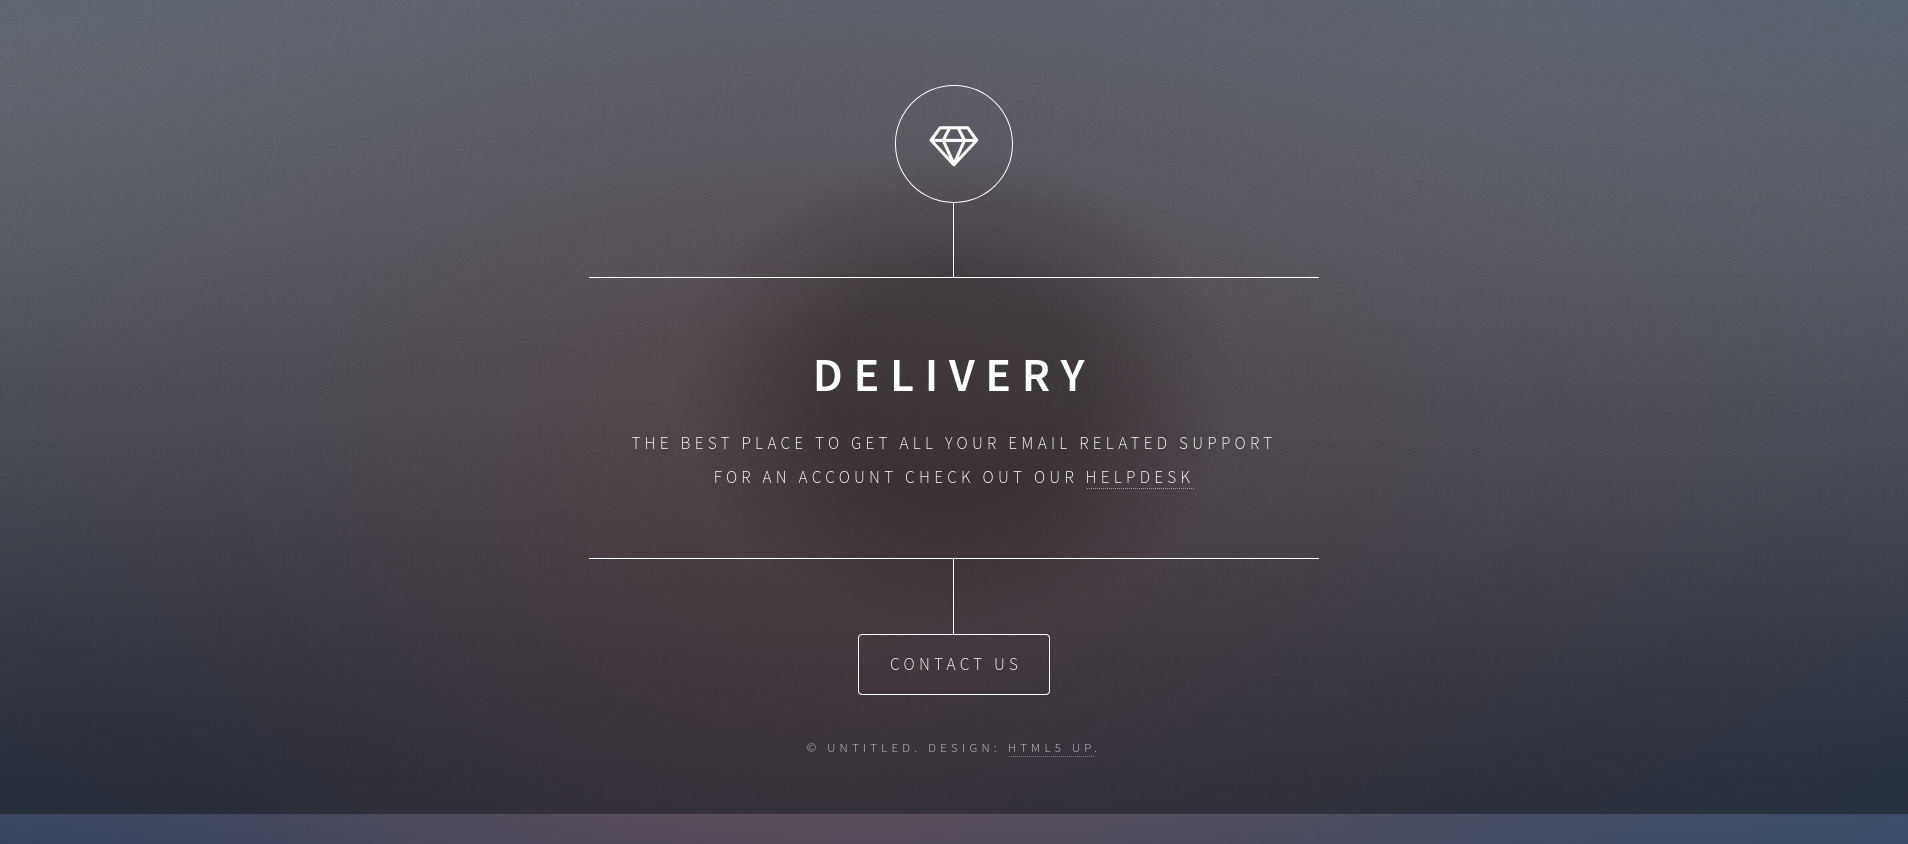 DELIVERY
THE BEST PLACE TO GET ALL YOUR EMAIL RELATED SUPPORT
FOR AN ACCOUNT CHECK OUT OUR HELPDESK
CONTACT US
© UNTITLED. DESIGN: HTML5 UP.